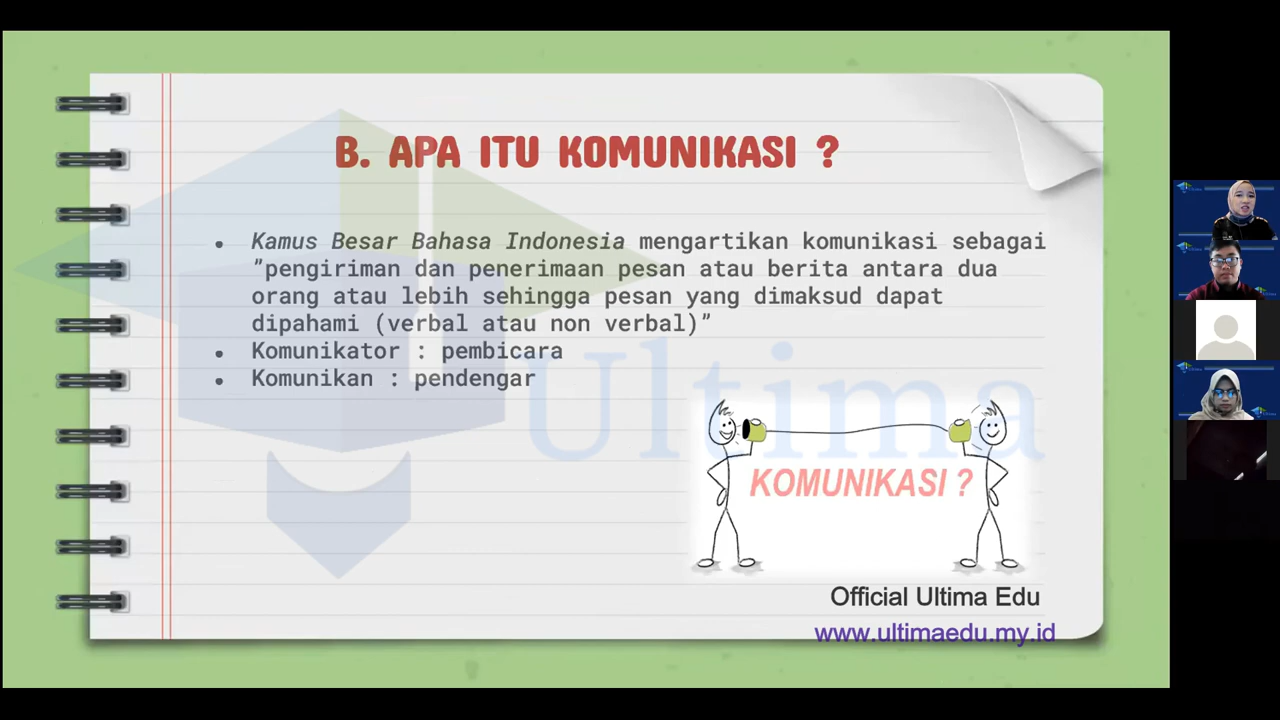 B. APA ITU KOMUNIKASI ?
• Kamus Besar Bahasa Indonesia mengartikan komunikasi sebagai
”pengiriman dan penerimaan pesan atau berita antara dua
orang atau lebih sehingga pesan yang dimaksud dapat
dipahami (verbal atau non verbal)”
• Komunikator : pembicara
• Komunikan : pendengar
Ultima
KOMUNIKASI ?
Official Ultima Edu
www.ultimaedu.my.id